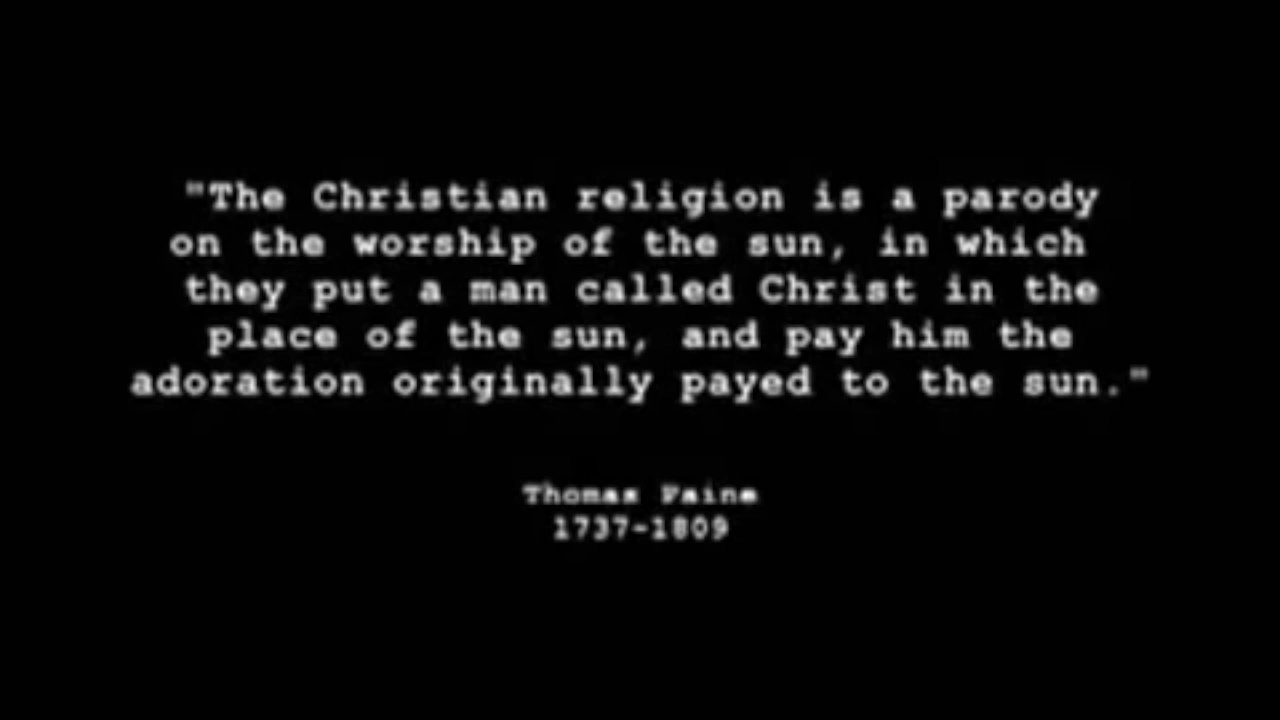 "The Christian religion is a parody
on the worship of the sun, in which
they put a man called Christ in the
place of the sun, and pay him the
adoration originally payed to the sun."
Thomas Paine
1737-1809